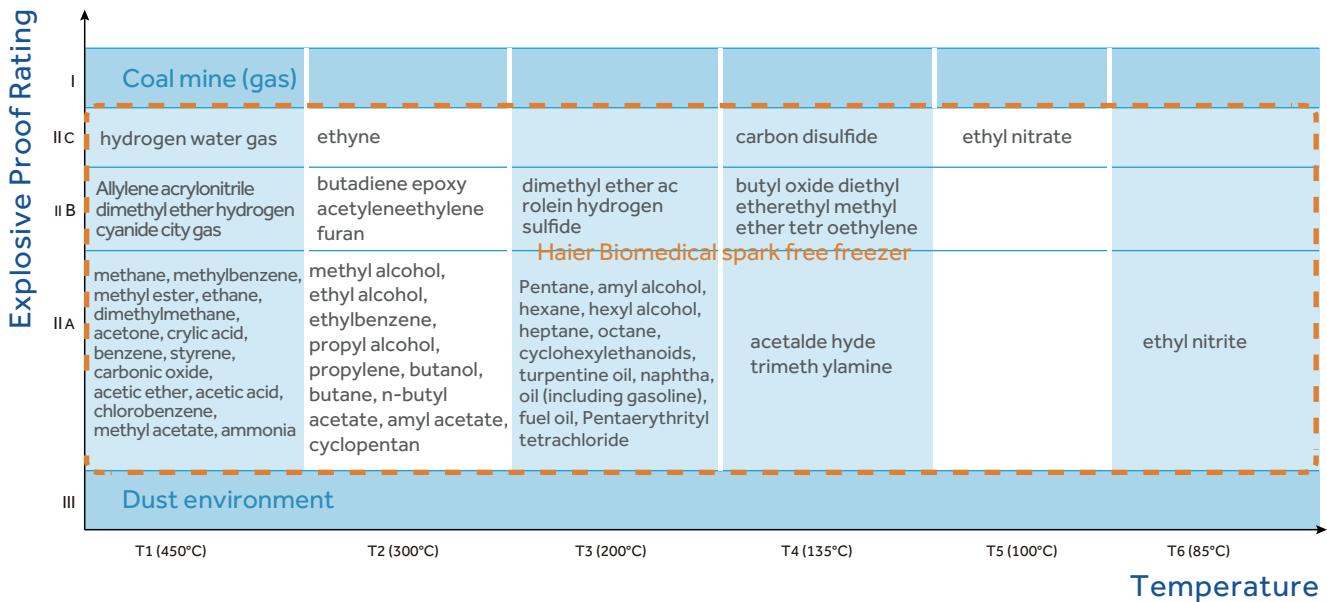 Explosive Proof Rating
I
Coal mine (gas)
II C
hydrogen water gas
ethyne
carbon disulfide
ethyl nitrate
II B
Allylene acrylonitrile
dimethyl ether hydrogen
cyanide city gas
butadiene epoxy
acetyleneethylene
furan
dimethyl ether ac
rolein hydrogen
sulfide
butyl oxide diethyl
etherethyl methyl
ether tetr oethylene
Haier Biomedical spark free freezer
II A
methane, methylbenzene,
methyl ester, ethane,
dimethylmethane,
acetone, crylic acid,
benzene, styrene,
carbonic oxide,
acetic ether, acetic acid,
chlorobenzene,
methyl acetate, ammonia
methyl alcohol,
ethyl alcohol,
ethylbenzene,
propyl alcohol,
propylene, butanol,
butane, n-butyl
acetate, amyl acetate,
cyclopentan
Pentane, amyl alcohol,
hexane, hexyl alcohol,
heptane, octane,
cyclohexylethanoids,
turpentine oil, naphtha,
oil (including gasoline),
fuel oil, Pentaerythrityl
tetrachloride
acetalde hyde
trimeth ylamine
ethyl nitrite
III
Dust environment
T1 (450°C)
T2 (300°C)
T3 (200°C)
T4 (135°C)
T5 (100°C)
T6 (85°C)
Temperature